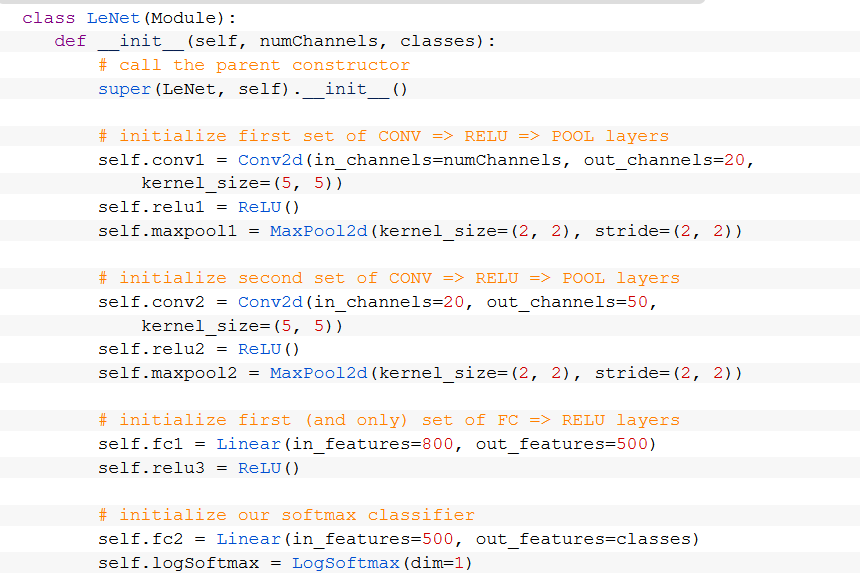 class LeNet(Module):
def __init__(self, numChannels, classes):
# call the parent constructor
super(LeNet, self).__init__()
# initialize first set of CONV => RELU => POOL layers
self.conv1 = Conv2d(in_channels=numChannels, out_channels=20,
kernel_size=(5, 5))
self.relu1 = ReLU()
self.maxpool1 = MaxPool2d(kernel_size=(2, 2), stride=(2, 2))
# initialize second set of CONV => RELU => POOL layers
self.conv2 = Conv2d(in_channels=20, out_channels=50,
kernel_size=(5, 5))
self.relu2 = ReLU()
self.maxpool2 = MaxPool2d(kernel_size=(2, 2), stride=(2, 2))
# initialize first (and only) set of FC => RELU layers
self.fc1 = Linear(in_features=800, out_features=500)
self.relu3 = ReLU()
# initialize our softmax classifier
self.fc2 = Linear(in_features=500, out_features=classes)
self.logSoftmax = LogSoftmax(dim=1)